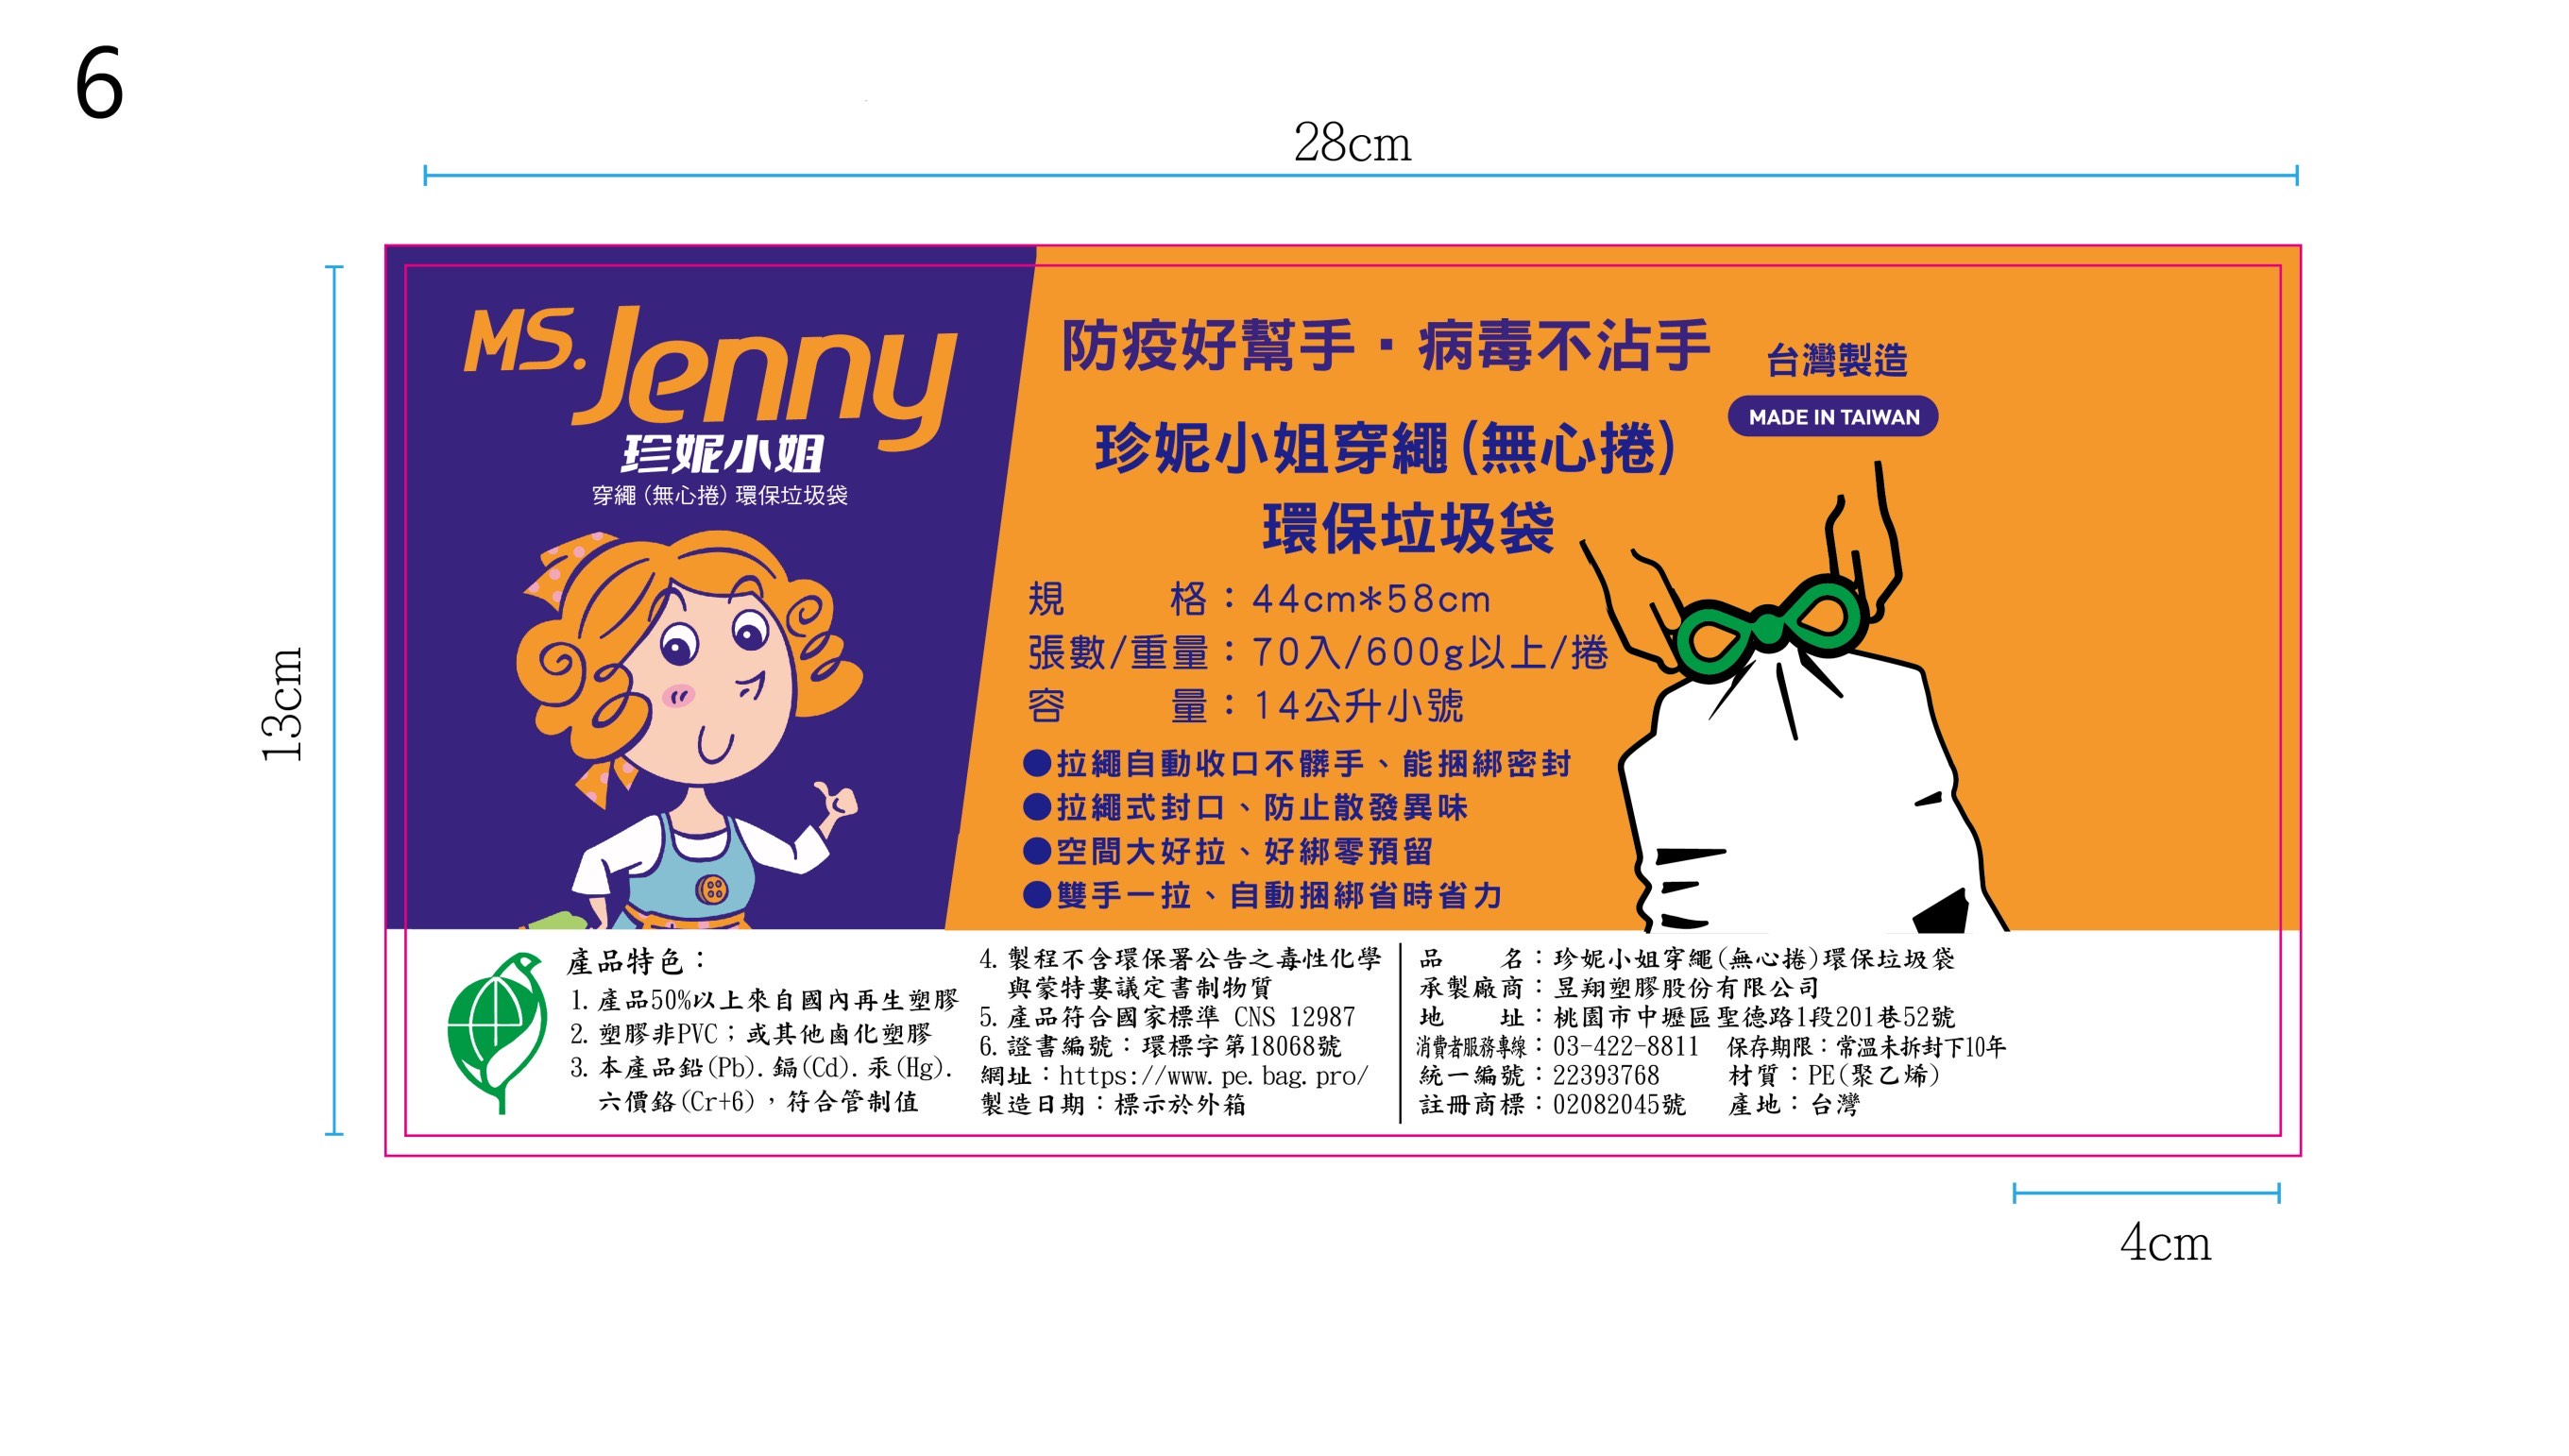 6
28cm
13cm
MS. Jenny
珍妮小姐
穿繩(無心捲)環保垃圾袋
防疫好幫手·病毒不沾手
台灣製造
MADE IN TAIWAN
珍妮小姐穿繩(無心捲)
環保垃圾袋
規格：44cm*58cm
張數/重量：70入/600g以上/捲
容量：14公升小號
●拉繩自動收口不髒手、能捆綁密封
●拉繩式封口、防止散發異味
●空間大好拉、好綁零預留
●雙手一拉、自動捆綁省時省力
產品特色：
1. 產品50%以上來自國內再生塑膠
2. 塑膠非PVC；或其他鹵化塑膠
3. 本產品鉛(Pb). 鎘(Cd). 汞(Hg).
六價鉻(Cr+6)，符合管制值
4. 製程不含環保署公告之毒性化學
與蒙特婁議定書制物質
5. 產品符合國家標準 CNS 12987
6. 證書編號：環標字第18068號
網址：https://www.pe.bag.pro/
製造日期：標示於外箱
品名：珍妮小姐穿繩(無心捲)環保垃圾袋
承製廠商：昱翔塑膠股份有限公司
地址：桃園市中壢區聖德路1段201巷52號
消費者服務專線：03-422-8811 保存期限：常溫未拆封下10年
統一編號：22393768 材質：PE(聚乙烯)
註冊商標：02082045號 產地：台灣
4cm